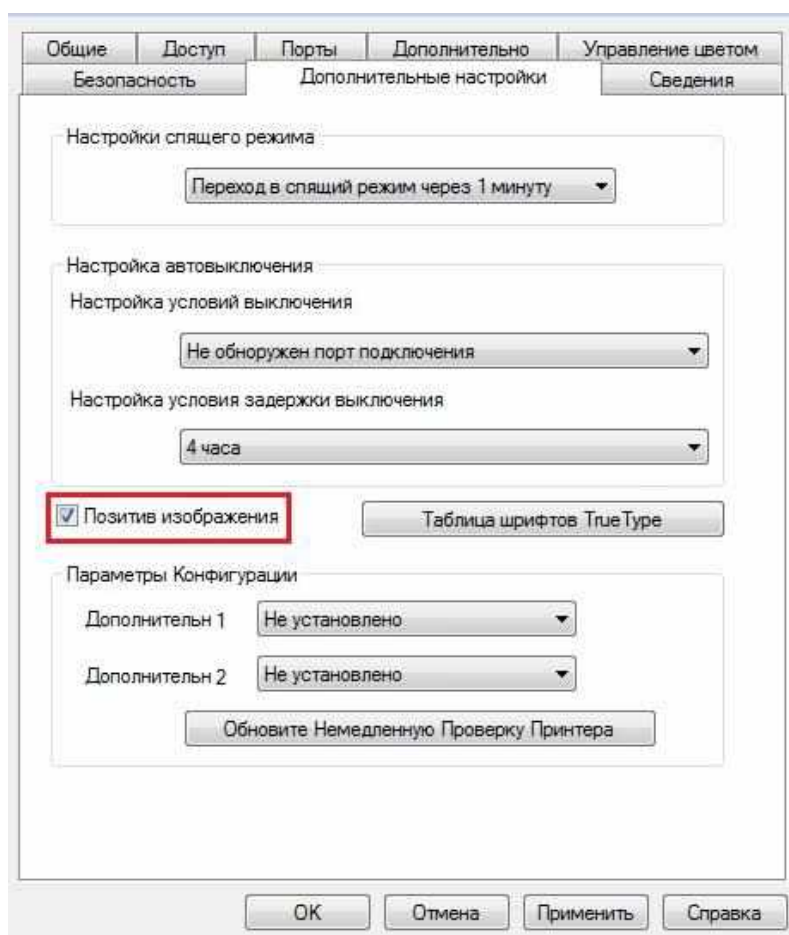 Общие Доступ Порты Дополнительно Управление цветом
Безопасность Дополнительные настройки Сведения
Настройки спящего режима
Переход в спящий режим через 1 минуту
Настройка автовыключения
Настройка условий выключения
Не обноружен порт подключения
Настройка условия задержки выключения
4 часа
Позитив изображения Таблица шрифтов TrueType
Параметры Конфигурации
Дополнительн 1 Не установлено
Дополнительн 2 Не установлено
Обновите Немедленную Проверку Принтера
OK Отмена Применить Справка